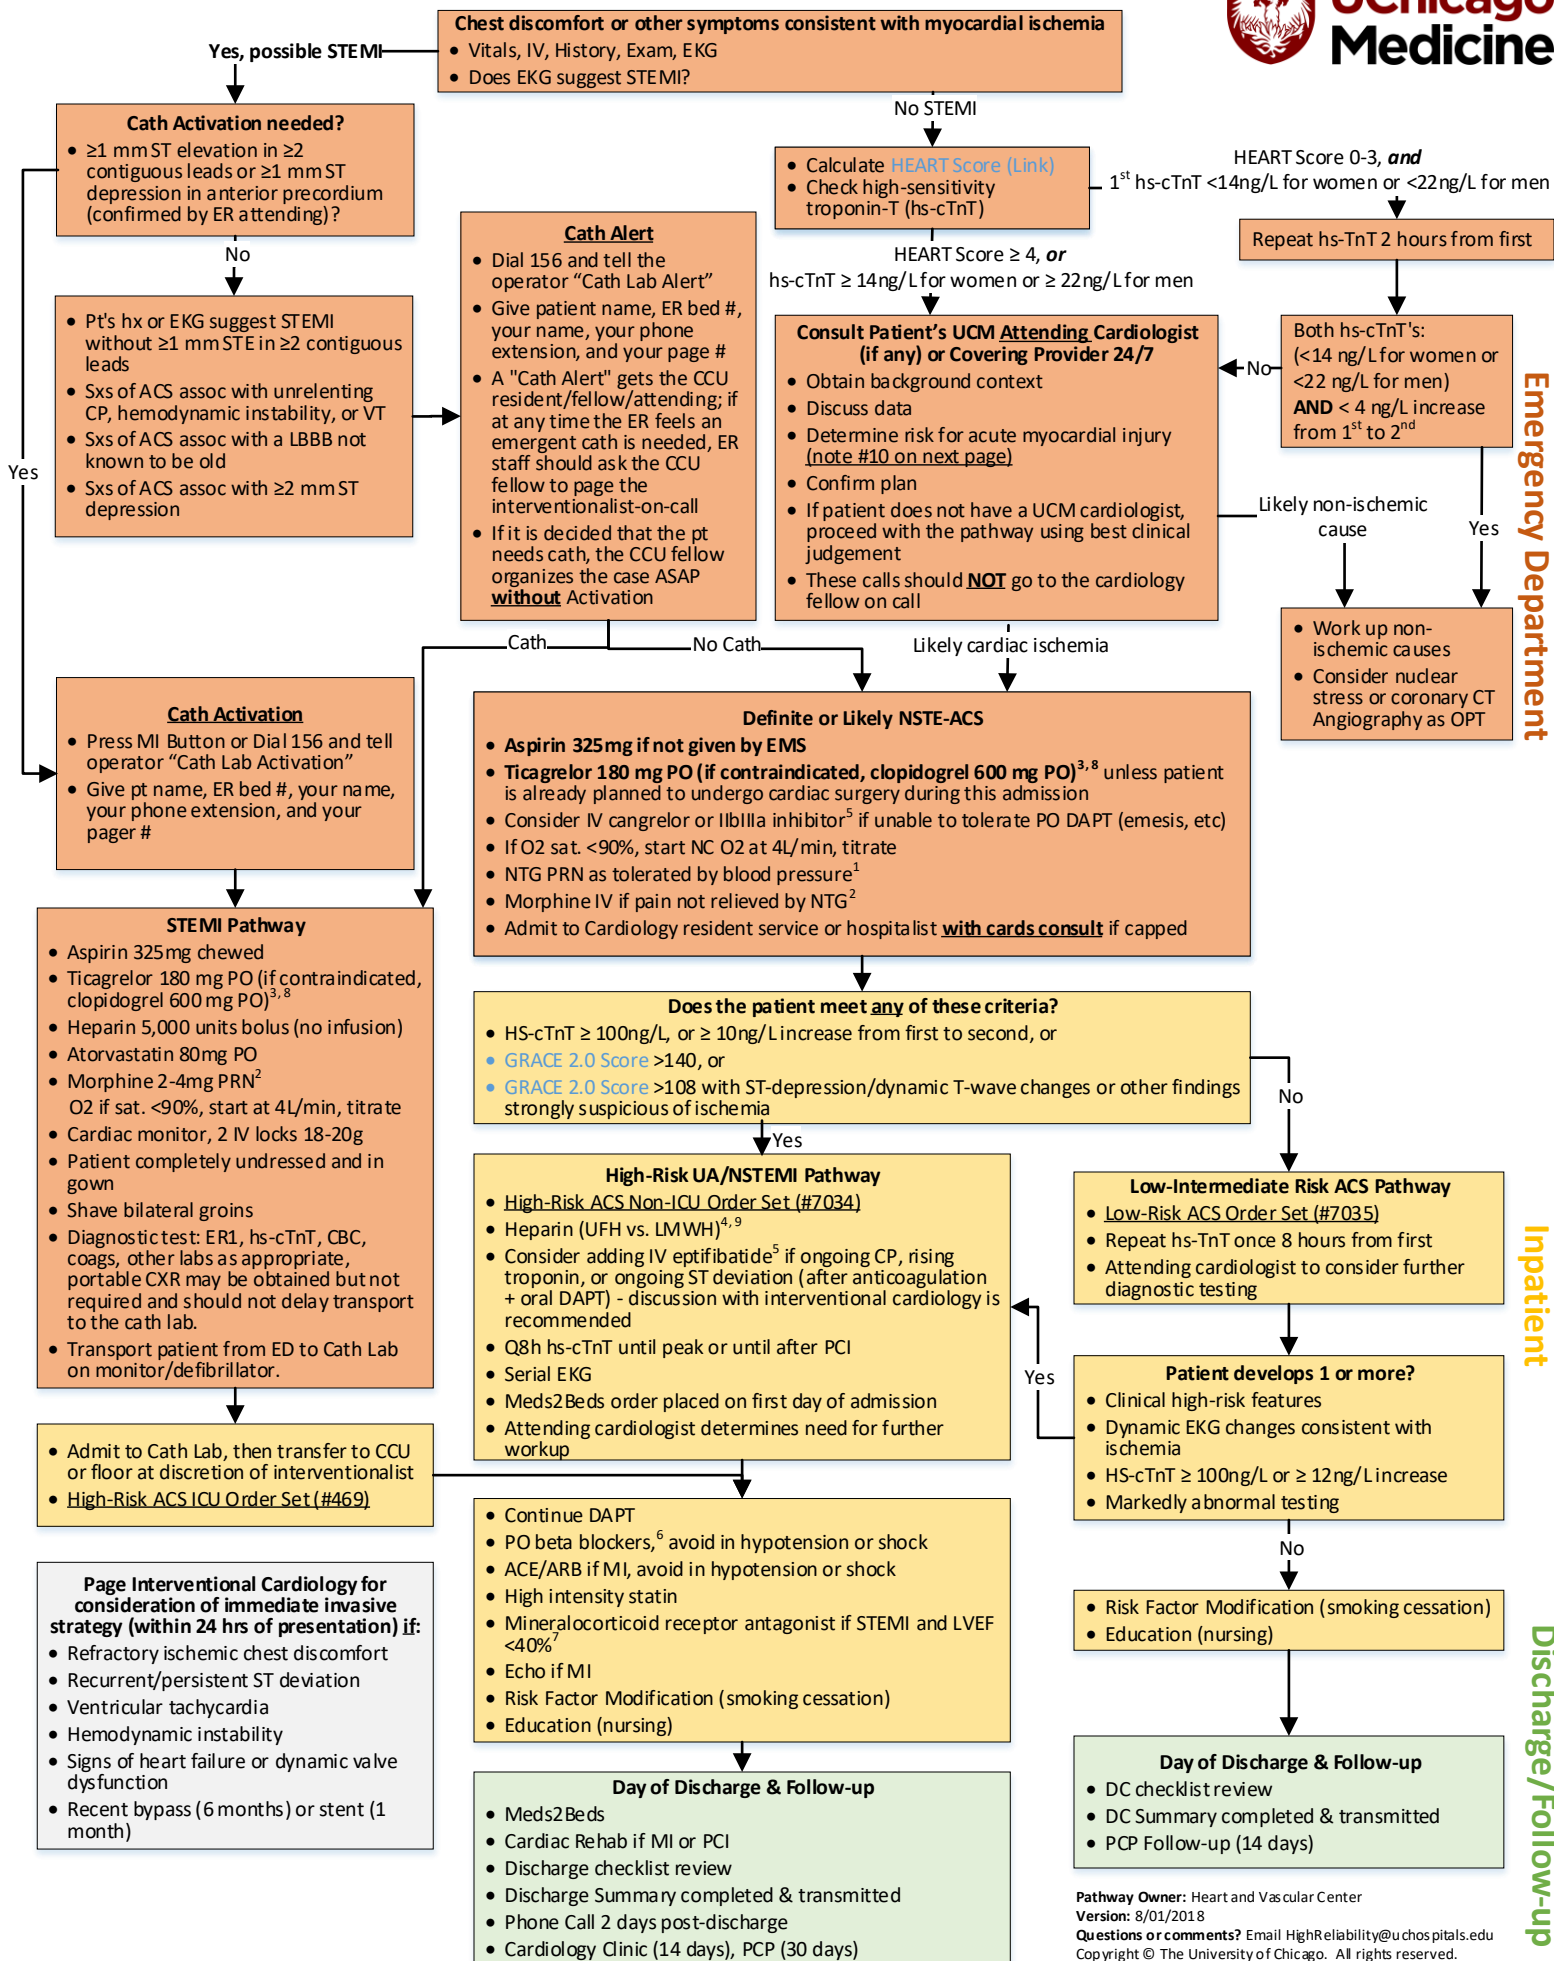 UChicago
Medicine
Chest discomfort or other symptoms consistent with myocardial ischemia
• Vitals, IV, History, Exam, EKG
• Does EKG suggest STEMI?
Yes, possible STEMI
No STEMI
Cath Activation needed?
• ≥1 mm ST elevation in ≥2
contiguous leads or ≥1 mm ST
depression in anterior precordium
(confirmed by ER attending)?
No
Yes
• Pt's hx or EKG suggest STEMI
without ≥1 mm STE in ≥2 contiguous
leads
• Sxs of ACS assoc with unrelenting
CP, hemodynamic instability, or VT
• Sxs of ACS assoc with a LBBB not
known to be old
• Sxs of ACS assoc with ≥2 mm ST
depression
Cath Alert
• Dial 156 and tell the
operator “Cath Lab Alert”
• Give patient name, ER bed #,
your name, your phone
extension, and your page #
• A "Cath Alert" gets the CCU
resident/fellow/attending; if
at any time the ER feels an
emergent cath is needed, ER
staff should ask the CCU
fellow to page the
interventionalist-on-call
• If it is decided that the pt
needs cath, the CCU fellow
organizes the case ASAP
without Activation
Cath
No Cath
• Calculate HEART Score (Link)
• Check high-sensitivity
troponin-T (hs-cTnT)
HEART Score 0-3, and
1st hs-cTnT <14ng/L for women or <22ng/L for men
Repeat hs-TnT 2 hours from first
HEART Score ≥ 4, or
hs-cTnT ≥ 14ng/L for women or ≥ 22ng/L for men
Consult Patient’s UCM Attending Cardiologist
(if any) or Covering Provider 24/7
• Obtain background context
• Discuss data
• Determine risk for acute myocardial injury
(note #10 on next page)
• Confirm plan
• If patient does not have a UCM cardiologist,
proceed with the pathway using best clinical
judgement
• These calls should NOT go to the cardiology
fellow on call
No
Both hs-cTnT's:
(<14 ng/L for women or
<22 ng/L for men)
AND < 4 ng/L increase
from 1st to 2nd
Likely non-ischemic
cause
Yes
• Work up non-
ischemic causes
• Consider nuclear
stress or coronary CT
Angiography as OPT
Emergency Department
Likely cardiac ischemia
Cath Activation
• Press MI Button or Dial 156 and tell
operator “Cath Lab Activation”
• Give pt name, ER bed #, your name,
your phone extension, and your
pager #
Definite or Likely NSTE-ACS
• Aspirin 325mg if not given by EMS
• Ticagrelor 180 mg PO (if contraindicated, clopidogrel 600 mg PO)3, 8 unless patient
is already planned to undergo cardiac surgery during this admission
• Consider IV cangrelor or IIbIIIa inhibitor5 if unable to tolerate PO DAPT (emesis, etc)
• If O2 sat. <90%, start NC O2 at 4L/min, titrate
• NTG PRN as tolerated by blood pressure1
• Morphine IV if pain not relieved by NTG2
• Admit to Cardiology resident service or hospitalist with cards consult if capped
STEMI Pathway
• Aspirin 325mg chewed
• Ticagrelor 180 mg PO (if contraindicated,
clopidogrel 600 mg PO)3, 8
• Heparin 5,000 units bolus (no infusion)
• Atorvastatin 80mg PO
• Morphine 2-4mg PRN2
O2 if sat. <90%, start at 4L/min, titrate
• Cardiac monitor, 2 IV locks 18-20g
• Patient completely undressed and in
gown
• Shave bilateral groins
• Diagnostic test: ER1, hs-cTnT, CBC,
coags, other labs as appropriate,
portable CXR may be obtained but not
required and should not delay transport
to the cath lab.
• Transport patient from ED to Cath Lab
on monitor/defibrillator.
Does the patient meet any of these criteria?
• HS-cTnT ≥ 100ng/L, or ≥ 10ng/L increase from first to second, or
• GRACE 2.0 Score >140, or
• GRACE 2.0 Score >108 with ST-depression/dynamic T-wave changes or other findings
strongly suspicious of ischemia
Yes
No
High-Risk UA/NSTEMI Pathway
• High-Risk ACS Non-ICU Order Set (#7034)
• Heparin (UFH vs. LMWH)4, 9
• Consider adding IV eptifibatide5 if ongoing CP, rising
troponin, or ongoing ST deviation (after anticoagulation
+ oral DAPT) - discussion with interventional cardiology is
recommended
• Q8h hs-cTnT until peak or until after PCI
• Serial EKG
• Meds2Beds order placed on first day of admission
• Attending cardiologist determines need for further
workup
Low-Intermediate Risk ACS Pathway
• Low-Risk ACS Order Set (#7035)
• Repeat hs-TnT once 8 hours from first
• Attending cardiologist to consider further
diagnostic testing
Inpatient
Yes
Patient develops 1 or more?
• Clinical high-risk features
• Dynamic EKG changes consistent with
ischemia
• HS-cTnT ≥ 100ng/L or ≥ 12ng/L increase
• Markedly abnormal testing
No
• Admit to Cath Lab, then transfer to CCU
or floor at discretion of interventionalist
• High-Risk ACS ICU Order Set (#469)
• Continue DAPT
• PO beta blockers,6 avoid in hypotension or shock
• ACE/ARB if MI, avoid in hypotension or shock
• High intensity statin
• Mineralocorticoid receptor antagonist if STEMI and LVEF
<40%7
• Echo if MI
• Risk Factor Modification (smoking cessation)
• Education (nursing)
• Risk Factor Modification (smoking cessation)
• Education (nursing)
Page Interventional Cardiology for
consideration of immediate invasive
strategy (within 24 hrs of presentation) if:
• Refractory ischemic chest discomfort
• Recurrent/persistent ST deviation
• Ventricular tachycardia
• Hemodynamic instability
• Signs of heart failure or dynamic valve
dysfunction
• Recent bypass (6 months) or stent (1
month)
Day of Discharge & Follow-up
• Meds2Beds
• Cardiac Rehab if MI or PCI
• Discharge checklist review
• Discharge Summary completed & transmitted
• Phone Call 2 days post-discharge
• Cardiology Clinic (14 days), PCP (30 days)
Day of Discharge & Follow-up
• DC checklist review
• DC Summary completed & transmitted
• PCP Follow-up (14 days)
Discharge/Follow-up
Pathway Owner: Heart and Vascular Center
Version: 8/01/2018
Questions or comments? Email HighReliability@uchospitals.edu
Copyright © The University of Chicago. All rights reserved.